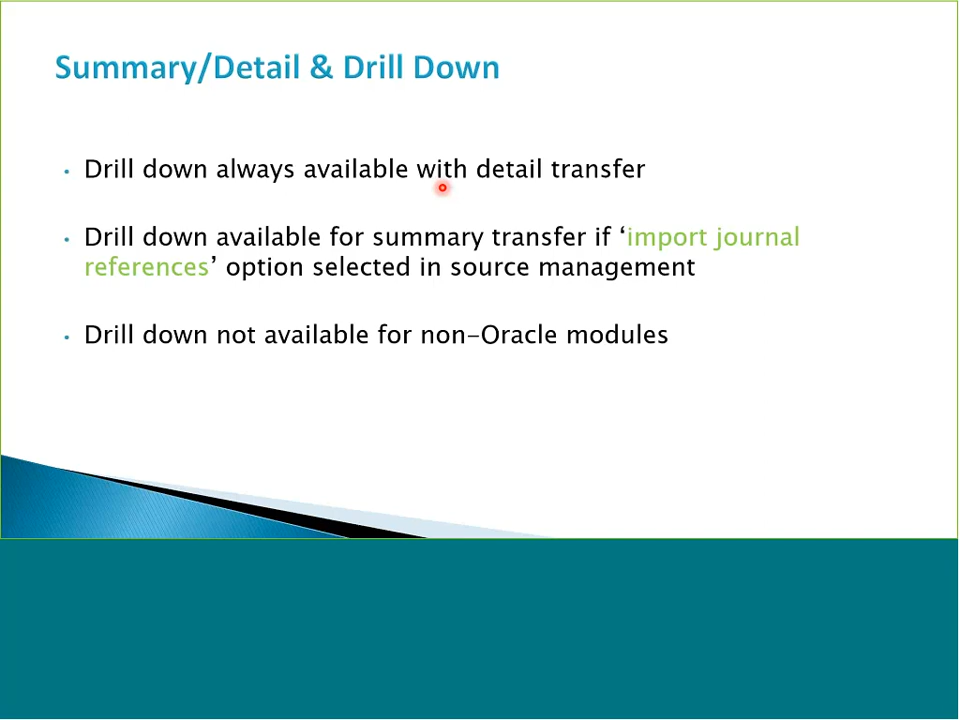 Summary/Detail & Drill Down
• Drill down always available with detail transfer
• Drill down available for summary transfer if ‘import journal
references’ option selected in source management
• Drill down not available for non-Oracle modules